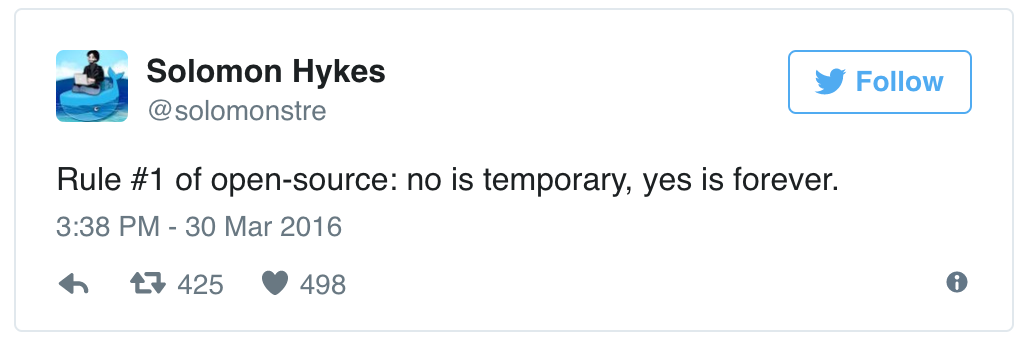 Solomon Hykes
@solomonstre
Follow
Rule #1 of open-source: no is temporary, yes is forever.
3:38 PM - 30 Mar 2016
425 498